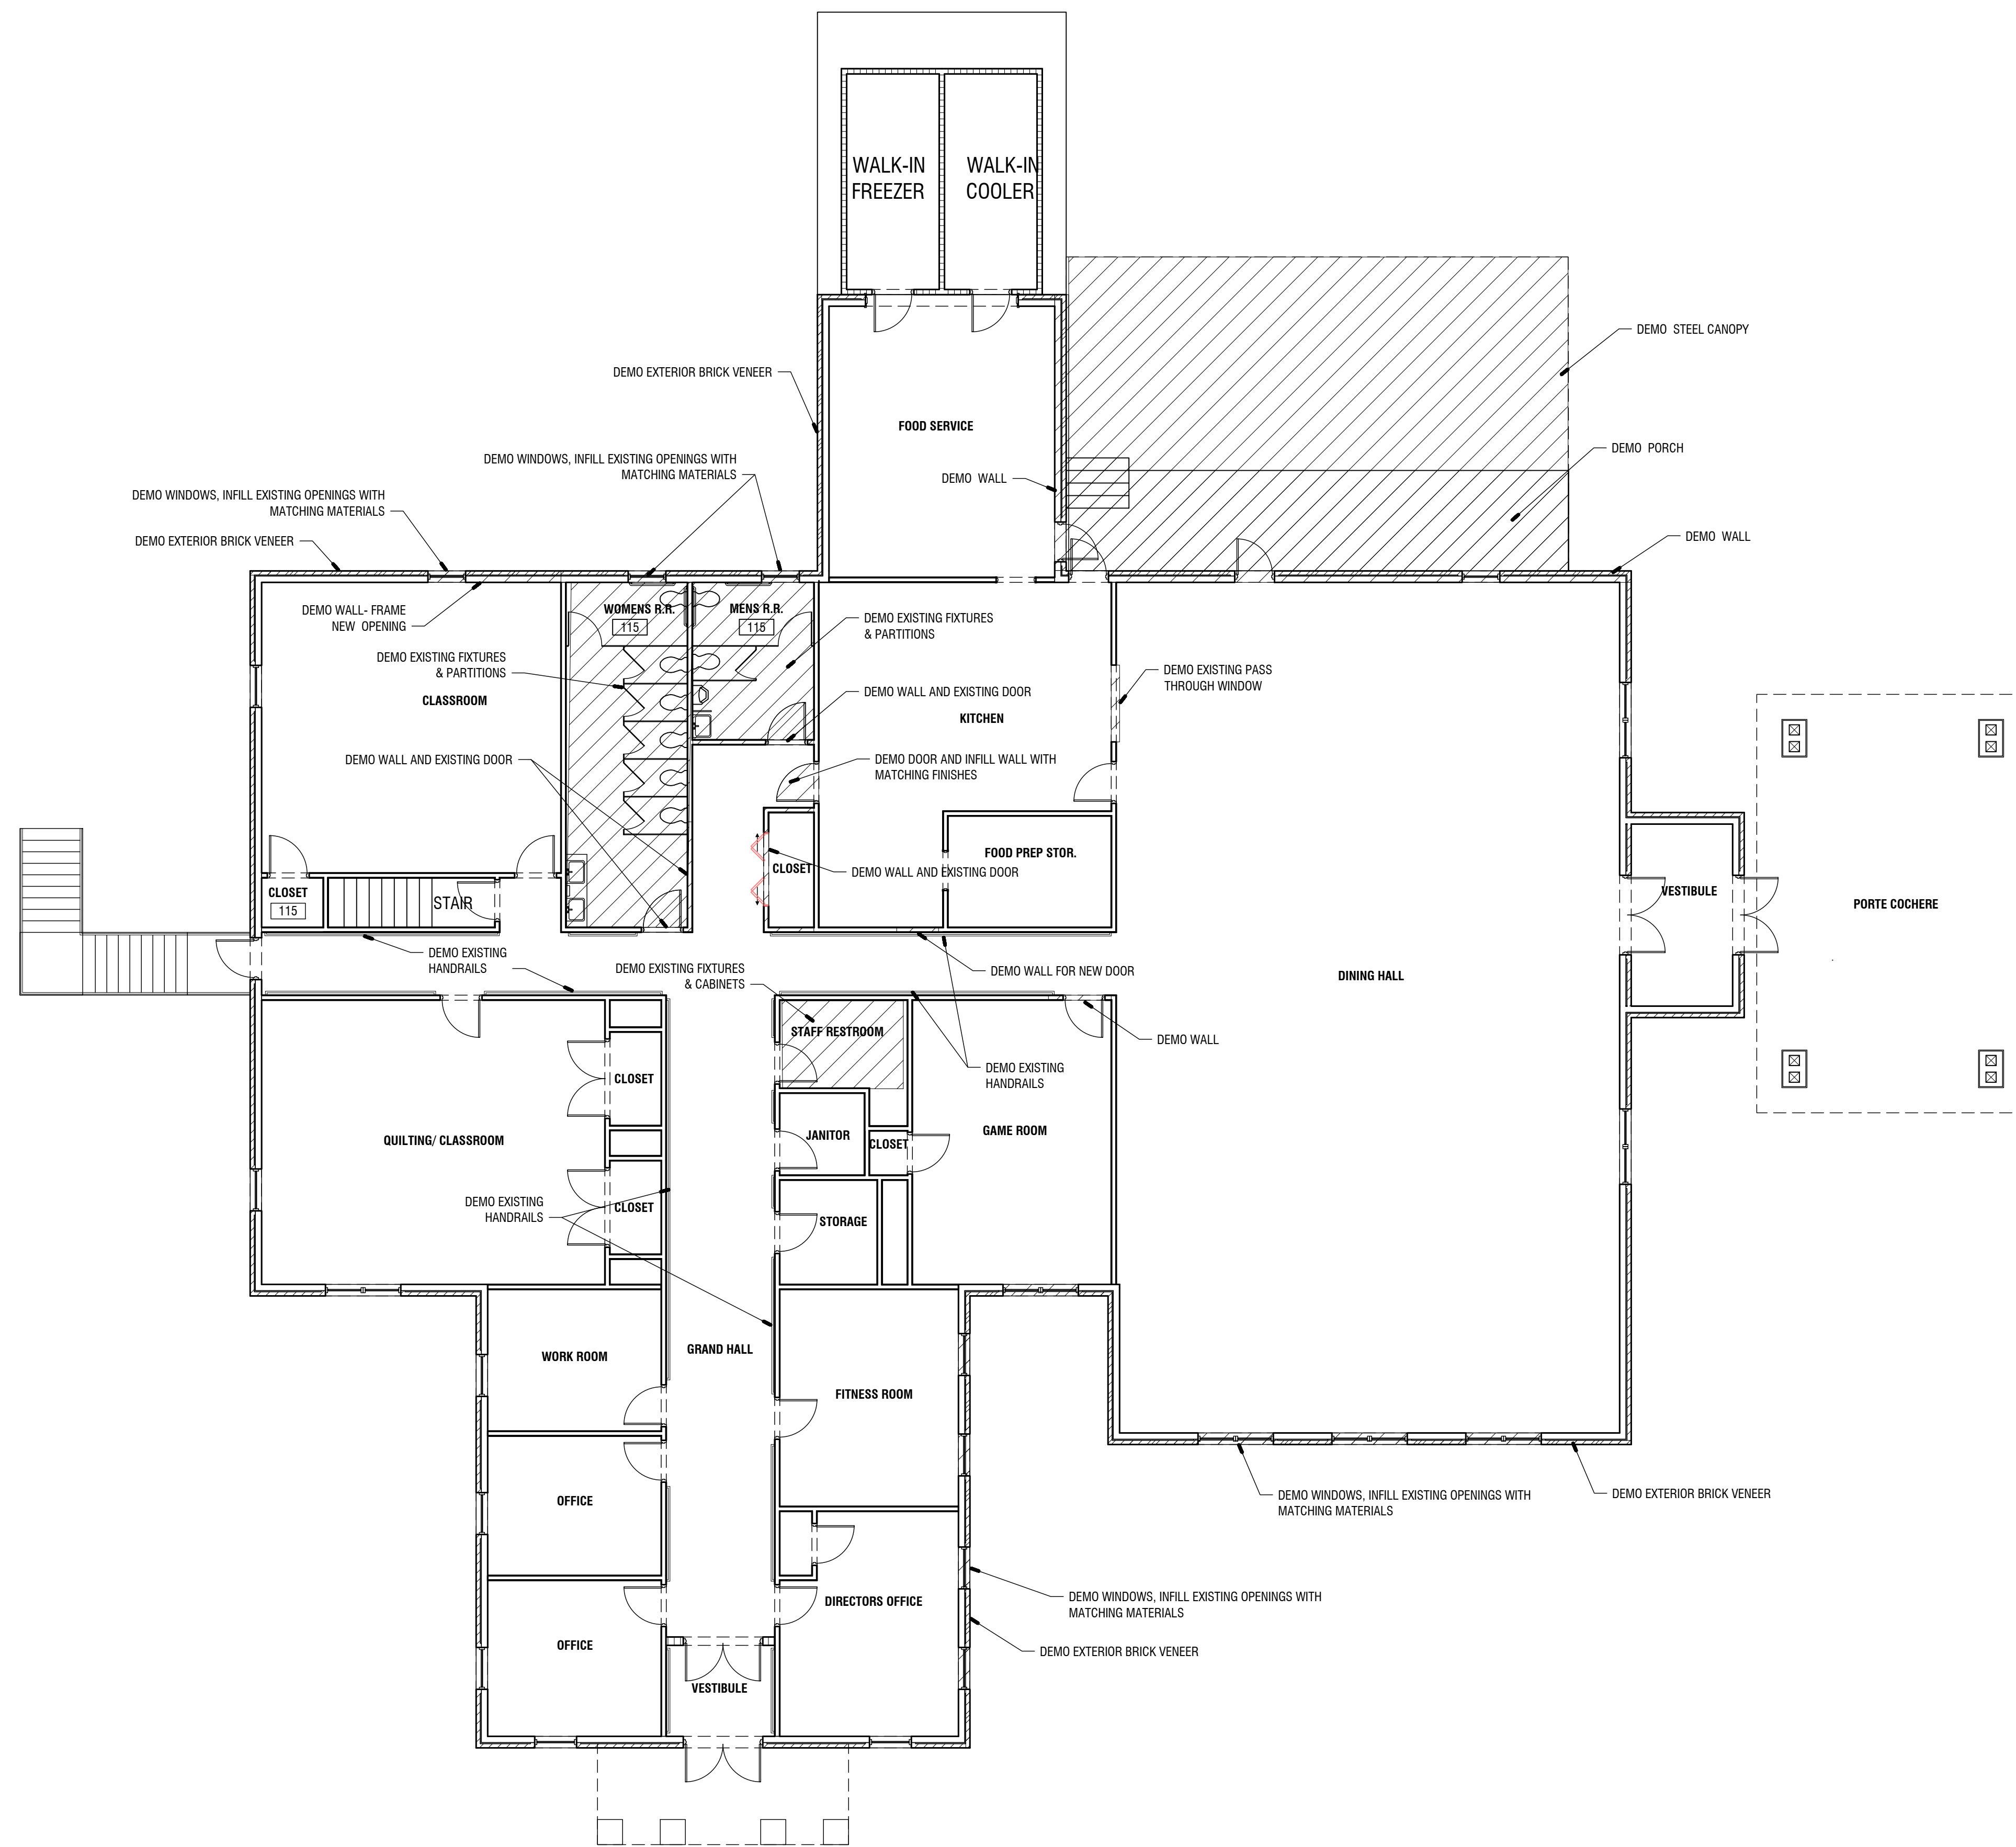 WALK-IN
FREEZER
WALK-IN
COOLER
DEMO STEEL CANOPY
DEMO EXTERIOR BRICK VENEER
FOOD SERVICE
DEMO PORCH
DEMO WINDOWS, INFILL EXISTING OPENINGS WITH
MATCHING MATERIALS
DEMO WALL
DEMO WINDOWS, INFILL EXISTING OPENINGS WITH
MATCHING MATERIALS
DEMO EXTERIOR BRICK VENEER
DEMO WALL
DEMO WALL- FRAME
NEW OPENING
WOMENS R.R.
115
MENS R.R.
115
DEMO EXISTING FIXTURES
& PARTITIONS
DEMO EXISTING FIXTURES
& PARTITIONS
CLASSROOM
DEMO WALL AND EXISTING DOOR
DEMO EXISTING PASS
THROUGH WINDOW
KITCHEN
DEMO WALL AND EXISTING DOOR
DEMO DOOR AND INFILL WALL WITH
MATCHING FINISHES
CLOSET
DEMO WALL AND EXISTING DOOR
FOOD PREP STOR.
CLOSET
115
STAIR
VESTIBULE
PORTE COCHERE
DEMO EXISTING
HANDRAILS
DEMO EXISTING FIXTURES
& CABINETS
DEMO WALL FOR NEW DOOR
DINING HALL
STAFF RESTROOM
DEMO WALL
DEMO EXISTING
HANDRAILS
CLOSET
QUILTING/ CLASSROOM
JANITOR
CLOSET
GAME ROOM
DEMO EXISTING
HANDRAILS
CLOSET
STORAGE
WORK ROOM
GRAND HALL
FITNESS ROOM
OFFICE
DEMO WINDOWS, INFILL EXISTING OPENINGS WITH
MATCHING MATERIALS
DEMO EXTERIOR BRICK VENEER
DIRECTORS OFFICE
DEMO WINDOWS, INFILL EXISTING OPENINGS WITH
MATCHING MATERIALS
OFFICE
DEMO EXTERIOR BRICK VENEER
VESTIBULE